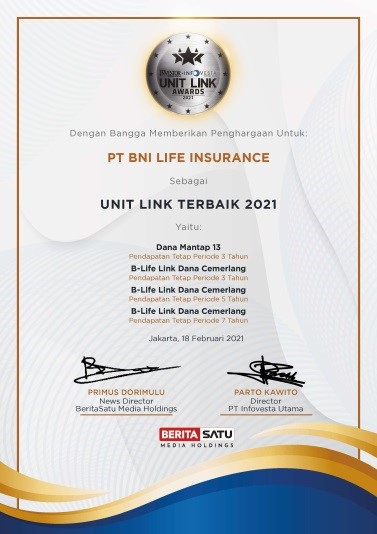 INVESTOR-INFOVESTA
UNIT LINK
AWARDS
2021
Dengan Bangga Memberikan Penghargaan Untuk:
PT BNI LIFE INSURANCE
Sebagai
UNIT LINK TERBAIK 2021
Yaitu:
Dana Mantap 13
Pendapatan Tetap Periode 3 Tahun
B-Life Link Dana Cemerlang
Pendapatan Tetap Periode 3 Tahun
B-Life Link Dana Cemerlang
Pendapatan Tetap Periode 5 Tahun
B-Life Link Dana Cemerlang
Pendapatan Tetap Periode 7 Tahun
Jakarta, 18 Februari 2021
PRIMUS DORIMULU
News Director
BeritaSatu Media Holdings
PARTO KAWITO
Director
PT Infovesta Utama
BERITA SATU
MEDIA HOLDINGS